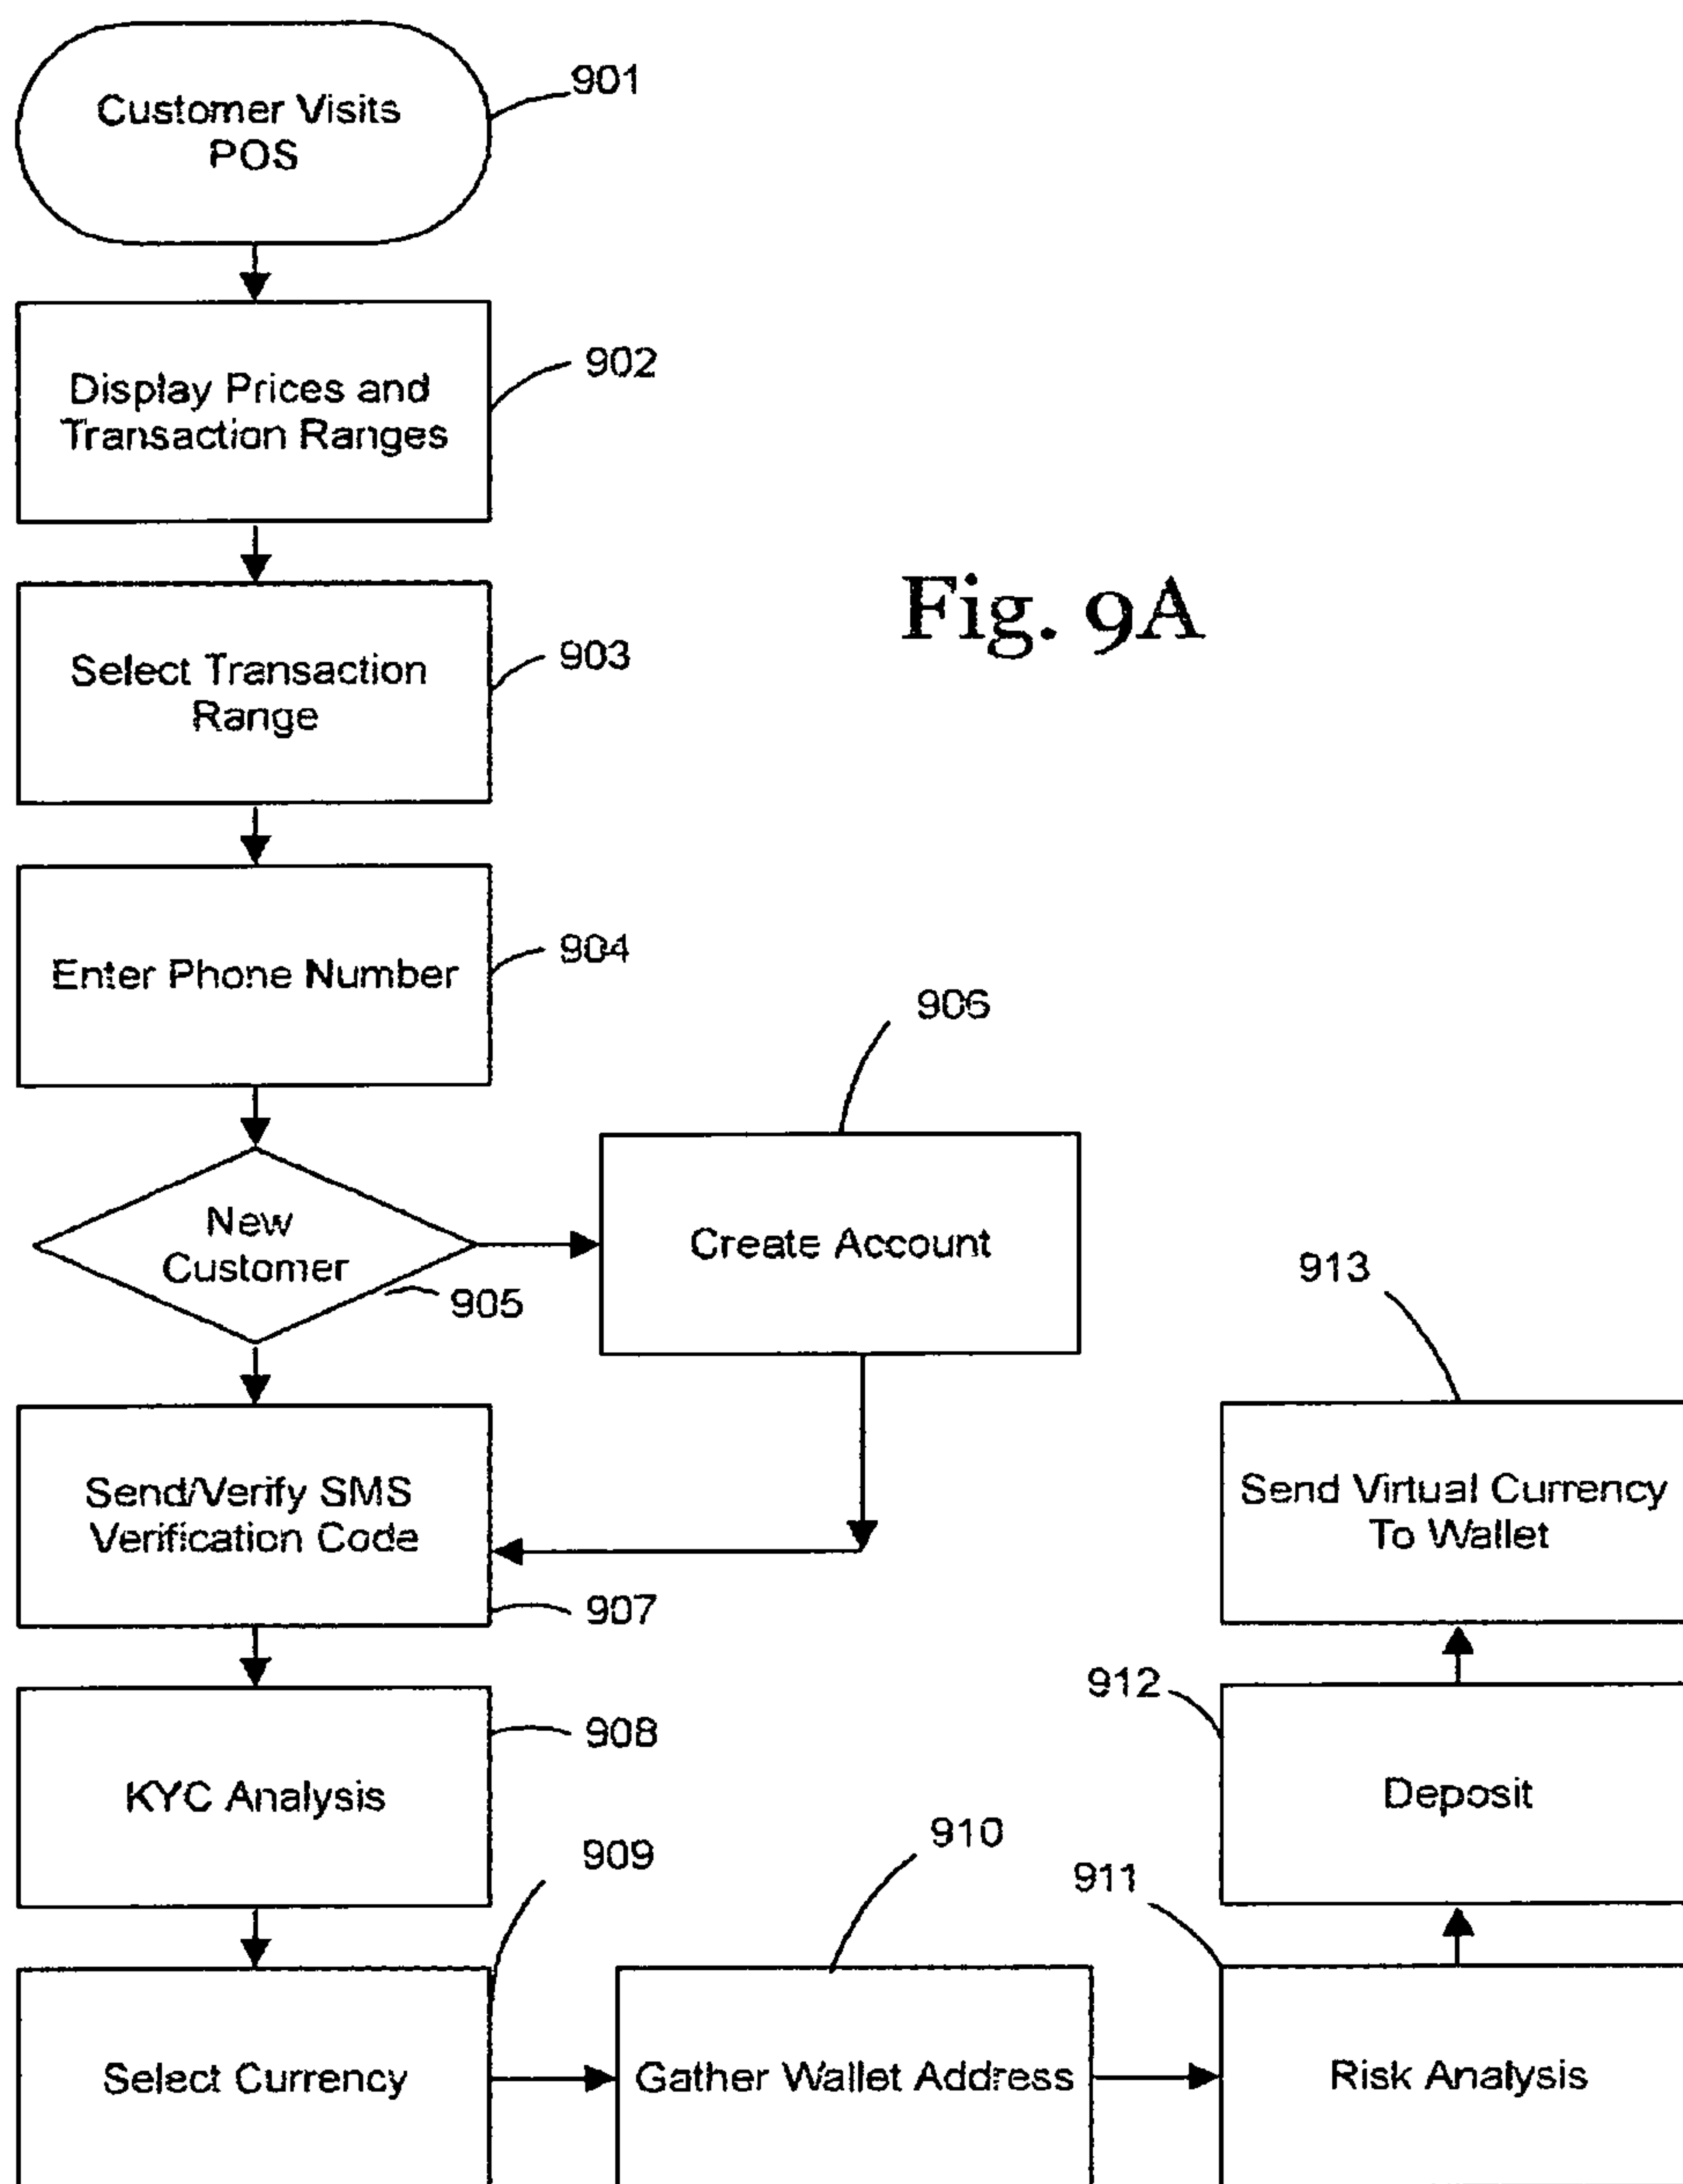 Customer Visits
POS
901
Display Prices and
Transaction Ranges
902
Fig. 9A
Select Transaction
Range
903
Enter Phone Number
904
906
New
Customer
905
Create Account
913
Send/Verify SMS
Verification Code
907
Send Virtual Currency
To Wallet
912
KYC Analysis
908
Deposit
909
910
911
Select Currency
Gather Wallet Address
Risk Analysis